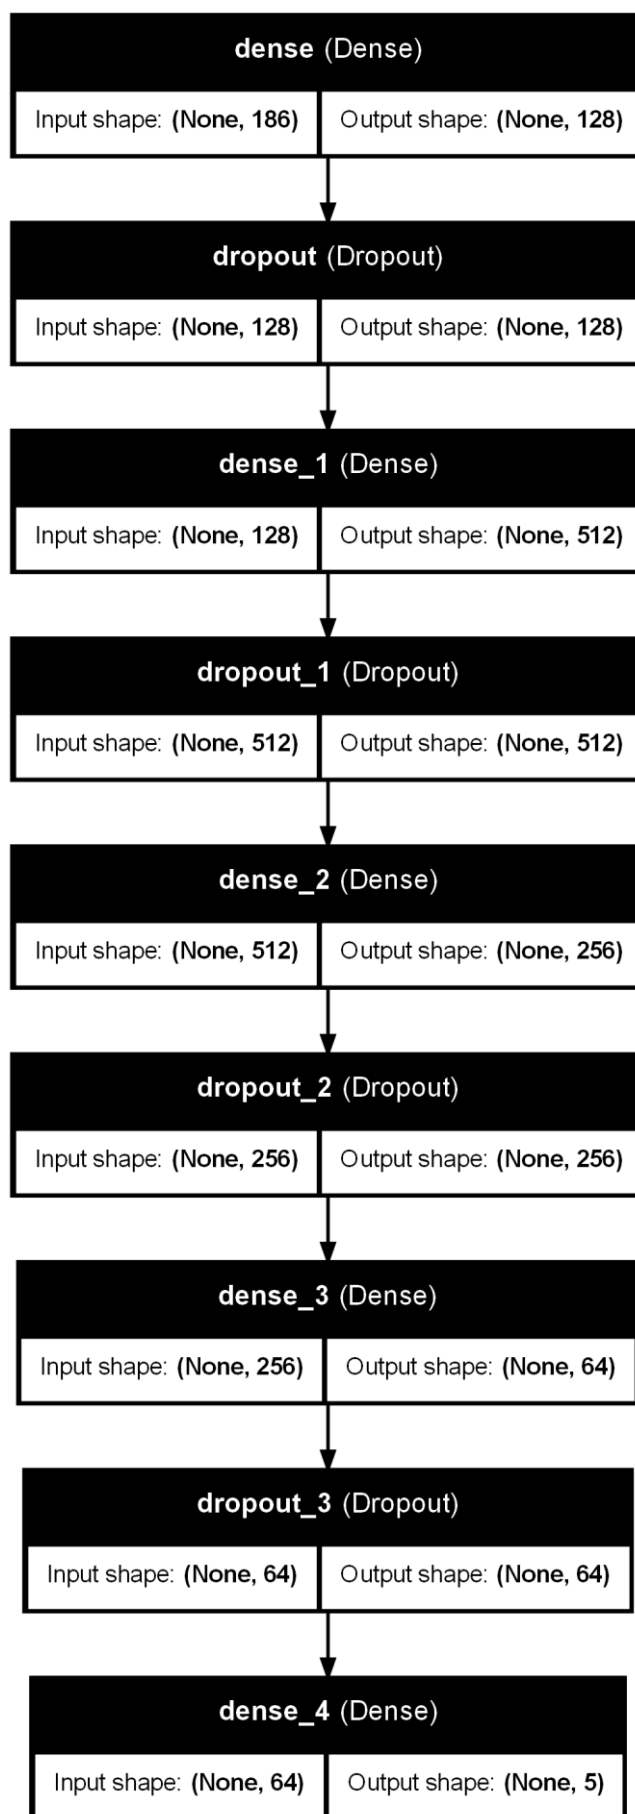 dense (Dense)
Input shape: (None, 186) Output shape: (None, 128)
dropout (Dropout)
Input shape: (None, 128) Output shape: (None, 128)
dense_1 (Dense)
Input shape: (None, 128) Output shape: (None, 512)
dropout_1 (Dropout)
Input shape: (None, 512) Output shape: (None, 512)
dense_2 (Dense)
Input shape: (None, 512) Output shape: (None, 256)
dropout_2 (Dropout)
Input shape: (None, 256) Output shape: (None, 256)
dense_3 (Dense)
Input shape: (None, 256) Output shape: (None, 64)
dropout_3 (Dropout)
Input shape: (None, 64) Output shape: (None, 64)
dense_4 (Dense)
Input shape: (None, 64) Output shape: (None, 5)